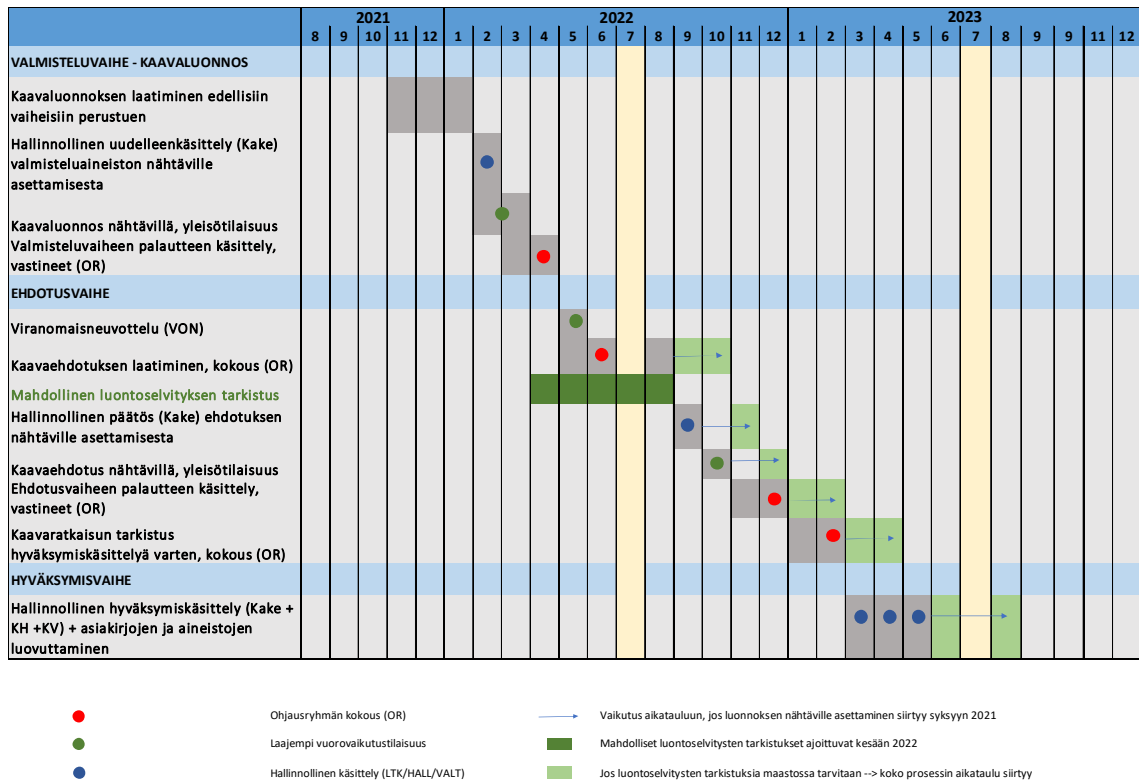 2021 2022 2023
8 9 10 11 12 1 2 3 4 5 6 7 8 9 10 11 12 1 2 3 4 5 6 7 8 9 9 11 12
VALMISTELUVAIHE - KAAVALUONNOS
Kaavaluonnoksen laatiminen edellisiin
vaiheisiin perustuen
Hallinnollinen uudelleenkäsittely (Kake)
valmisteluaineiston nähtäville
asettamisesta
Kaavaluonnos nähtävillä, yleisötilaisuus
Valmisteluvaiheen palautteen käsittely,
vastineet (OR)
EHDOTUSVAIHE
Viranomaisneuvottelu (VON)
Kaavaehdotuksen laatiminen, kokous (OR)
Mahdollinen luontoselvityksen tarkistus
Hallinnollinen päätös (Kake) ehdotuksen
nähtäville asettamisesta
Kaavaehdotus nähtävillä, yleisötilaisuus
Ehdotusvaiheen palautteen käsittely,
vastineet (OR)
Kaavaratkaisun tarkistus
hyväksymiskäsittelyä varten, kokous (OR)
HYVÄKSYMISVAIHE
Hallinnollinen hyväksymiskäsittely (Kake +
KH +KV) + asiakirjojen ja aineistojen
luovuttaminen
Ohjausryhmän kokous (OR)
Vaikutus aikatauluun, jos luonnoksen nähtäville asettaminen siirtyy syksyyn 2021
Laajempi vuorovaikutustilaisuus
Mahdolliset luontoselvitysten tarkistukset ajoittuvat kesään 2022
Hallinnollinen käsittely (LTK/HALL/VALT)
Jos luontoselvitysten tarkistuksia maastossa tarvitaan --> koko prosessin aikataulu siirtyy